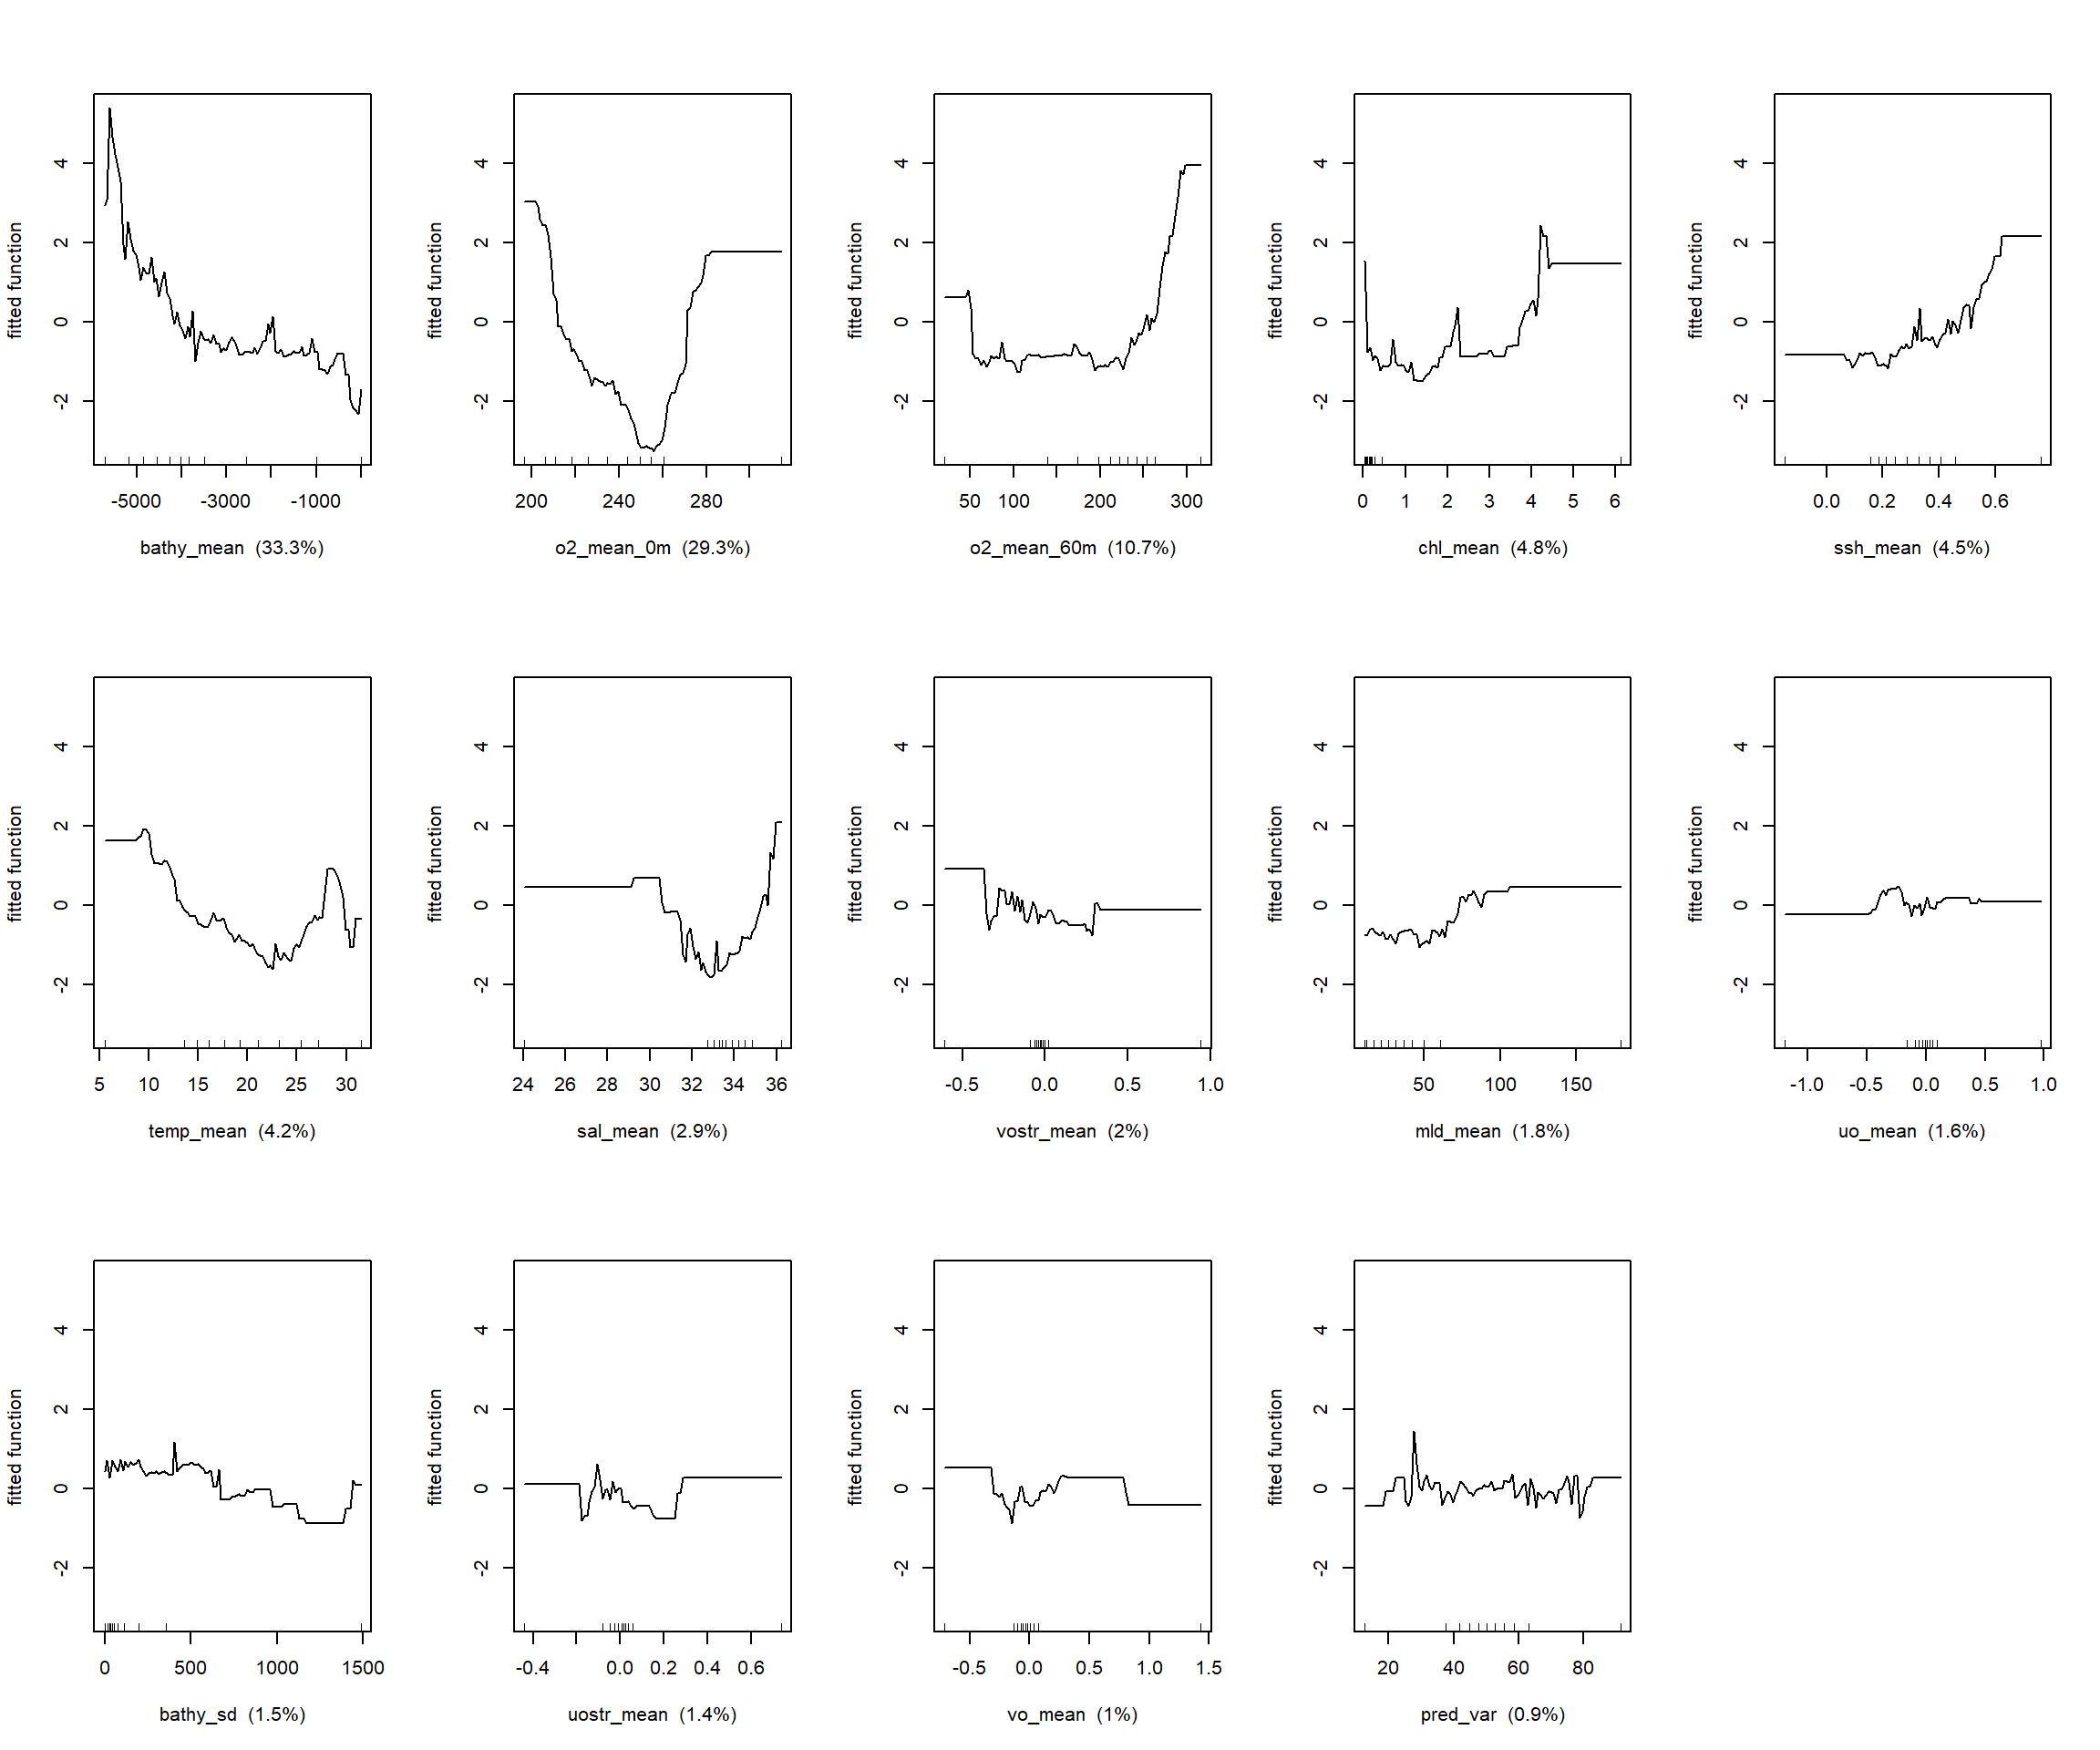 fitted function
4
2
0
-2
-5000 -3000 -1000
bathy_mean (33.3%)
fitted function
4
2
0
-2
200 240 280
o2_mean_0m (29.3%)
fitted function
4
2
0
-2
50 100 200 300
o2_mean_60m (10.7%)
fitted function
4
2
0
-2
0 1 2 3 4 5 6
chl_mean (4.8%)
fitted function
4
2
0
-2
0.0 0.2 0.4 0.6
ssh_mean (4.5%)
fitted function
4
2
0
-2
5 10 15 20 25 30
temp_mean (4.2%)
fitted function
4
2
0
-2
24 26 28 30 32 34 36
sal_mean (2.9%)
fitted function
4
2
0
-2
-0.5 0.0 0.5 1.0
vostr_mean (2%)
fitted function
4
2
0
-2
50 100 150
mld_mean (1.8%)
fitted function
4
2
0
-2
-1.0 -0.5 0.0 0.5 1.0
uo_mean (1.6%)
fitted function
4
2
0
-2
0 500 1000 1500
bathy_sd (1.5%)
fitted function
4
2
0
-2
-0.4 0.0 0.2 0.4 0.6
uostr_mean (1.4%)
fitted function
4
2
0
-2
-0.5 0.0 0.5 1.0 1.5
vo_mean (1%)
fitted function
4
2
0
-2
20 40 60 80
pred_var (0.9%)